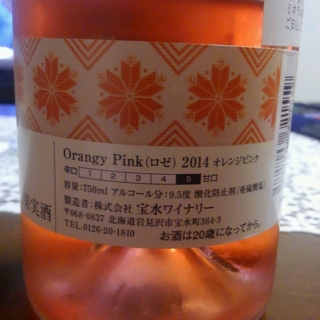 Orangy Pink(ロゼ) 2014 オレンジピンク
辛口 1 2 3 4 5 甘口
容量:750ml アルコール分:9.5度 酸化防止剤(亜硫酸塩)
製造者:株式会社 宝水ワイナリー
〒068-0837 北海道岩見沢市宝水町364-3
TEL.0126-20-1810
お酒は20歳になってから。
果実酒